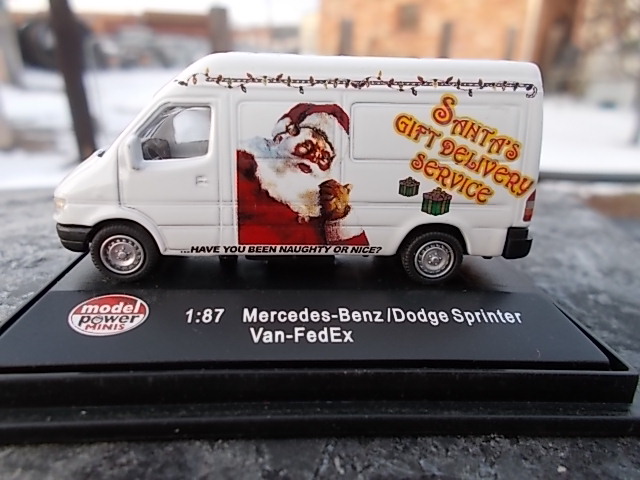 SANTA'S
GIFT DELIVERY
SERVICE
...HAVE YOU BEEN NAUGHTY OR NICE?
model
power
MINIS
1:87 Mercedes-Benz/Dodge Sprinter
Van-FedEx